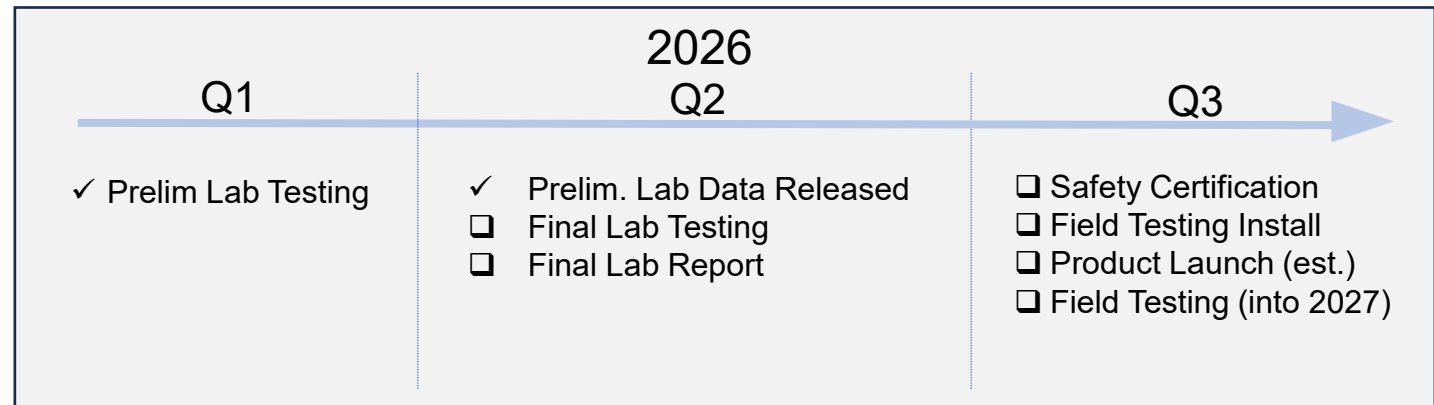 2026
Q1
Q2
Q3
✓ Prelim Lab Testing
✓ Prelim. Lab Data Released
❑ Final Lab Testing
❑ Final Lab Report
❑ Safety Certification
❑ Field Testing Install
❑ Product Launch (est.)
❑ Field Testing (into 2027)